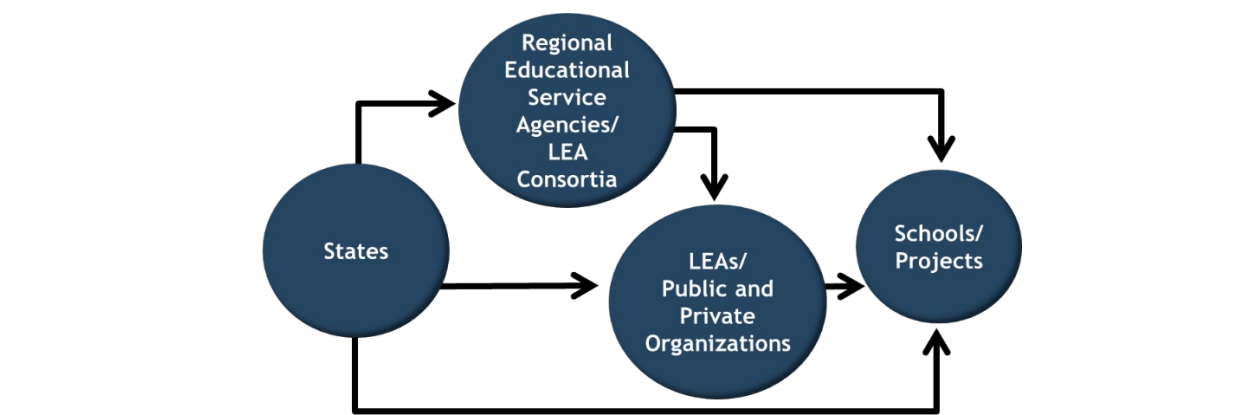 Regional
Educational
Service
Agencies/
LEA
Consortia
States
LEAs/
Public and
Private
Organizations
Schools/
Projects